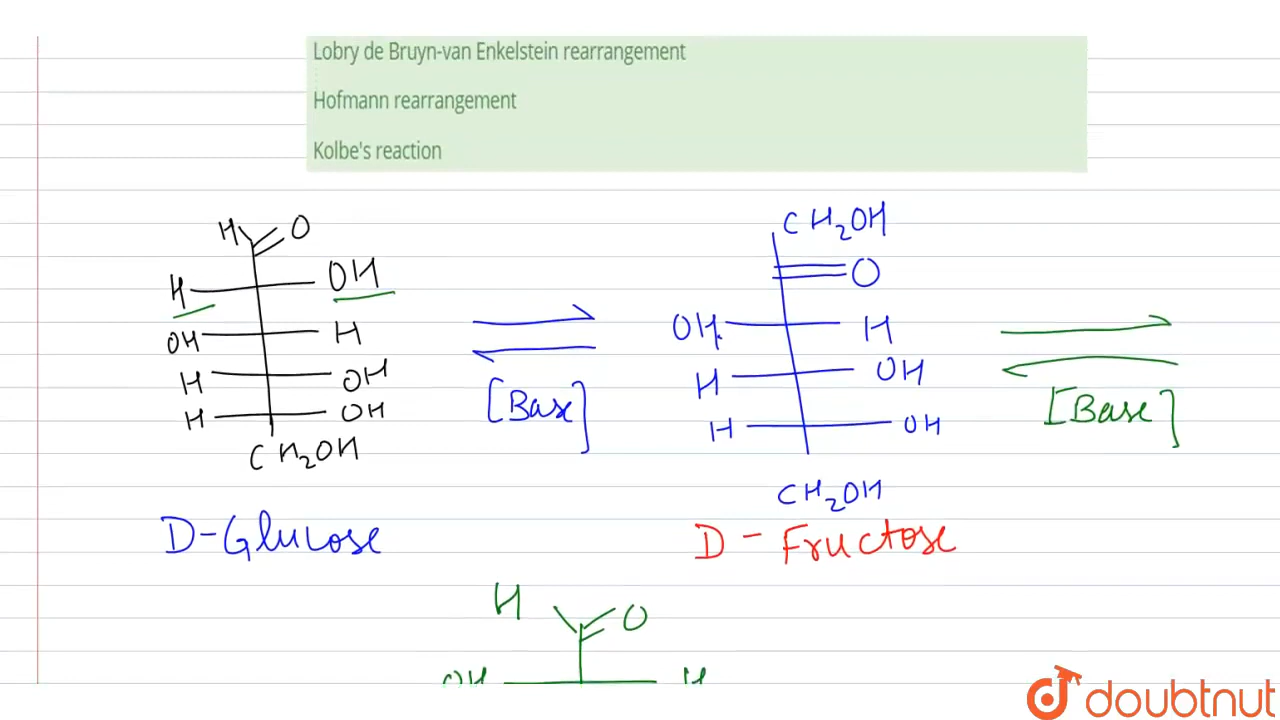 Lobry de Bruyn-van Enkelstein rearrangement
Hofmann rearrangement
Kolbe's reaction
H O
H OH
OH H
H OH
H OH
CH2OH
[Base]
D-Glucose
CH2OH
O
OH H
H OH
H OH
CH2OH
[Base]
D - Fructose
H O
OH H
doubtnut